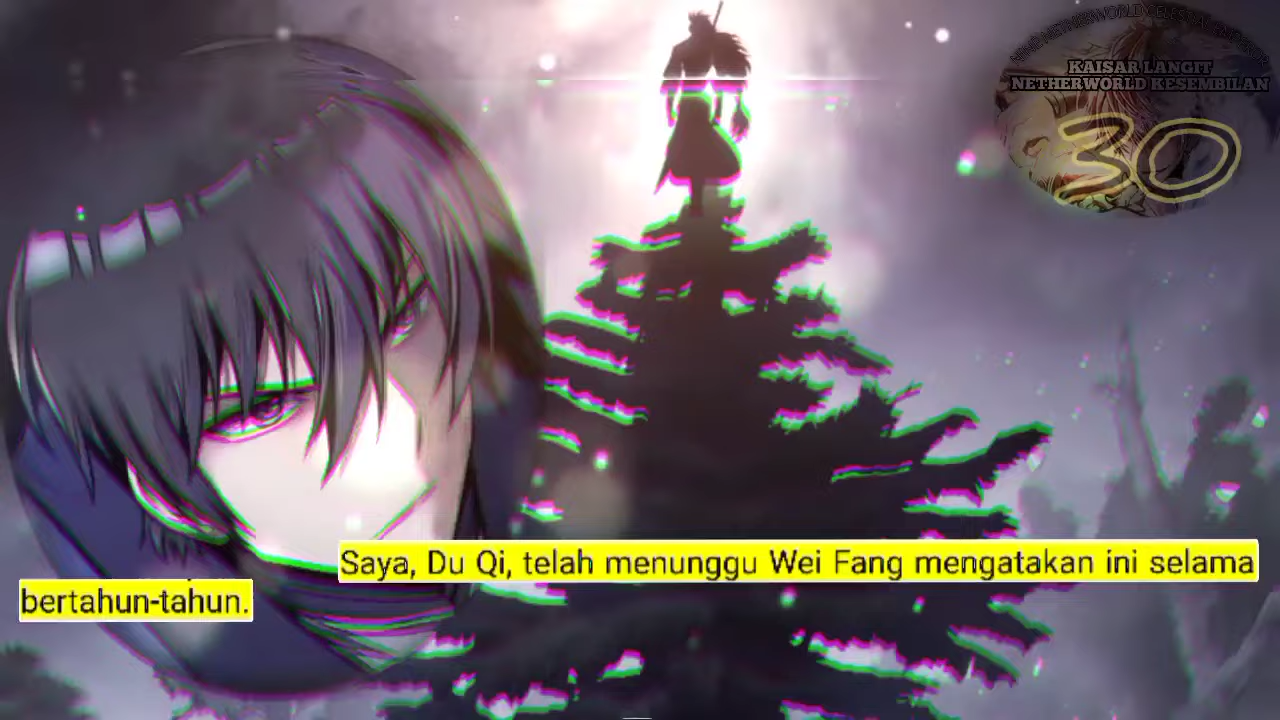 KAISAR LANGIT
NETHERWORLD KESEMBILAN
30
Saya, Du Qi, telah menunggu Wei Fang mengatakan ini selama
bertahun-tahun.